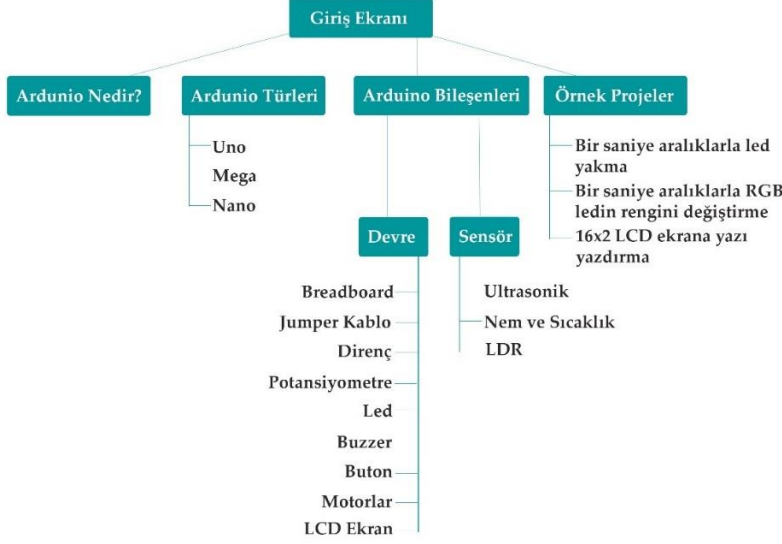 Giriş Ekranı
Ardunio Nedir?
Ardunio Türleri
Arduino Bileşenleri
Örnek Projeler
Uno
Mega
Nano
Bir saniye aralıklarla led
yakma
Bir saniye aralıklarla RGB
ledin rengini değiştirme
16x2 LCD ekrana yazı
yazdırma
Devre
Sensör
Breadboard
Jumper Kablo
Direnç
Potansiyometre
Led
Buzzer
Buton
Motorlar
LCD Ekran
Ultrasonik
Nem ve Sıcaklık
LDR